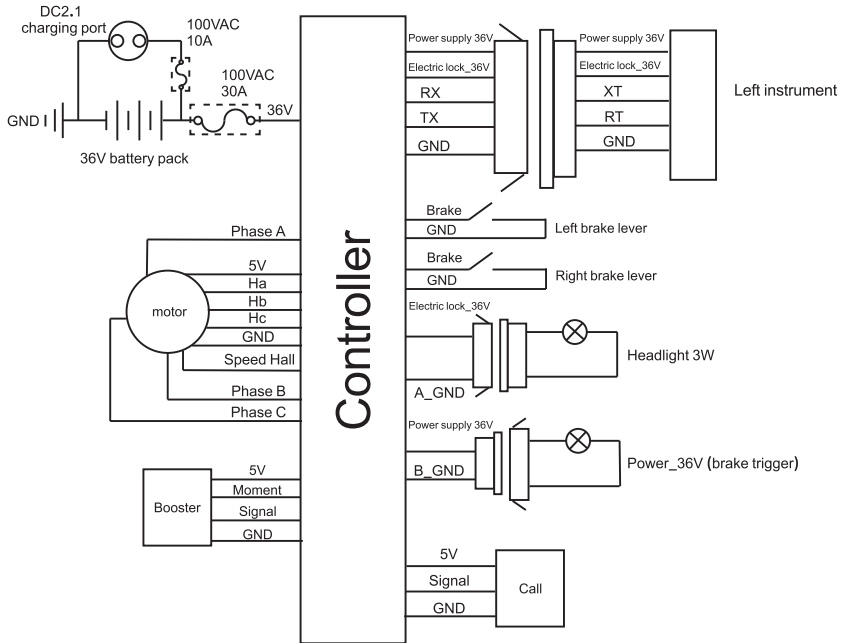 DC2.1
charging port
100VAC
10A
100VAC
30A
36V
GND
36V battery pack
Phase A
5V
Ha
Hb
Hc
GND
Speed Hall
Phase B
Phase C
motor
5V
Moment
Signal
GND
Booster
Controller
Power supply 36V
Electric lock_36V
RX
TX
GND
Power supply 36V
Electric lock_36V
XT
RT
GND
Left instrument
Brake
GND
Left brake lever
Brake
GND
Right brake lever
Electric lock_36V
A_GND
Headlight 3W
Power supply 36V
B_GND
Power_36V (brake trigger)
5V
Signal
GND
Call